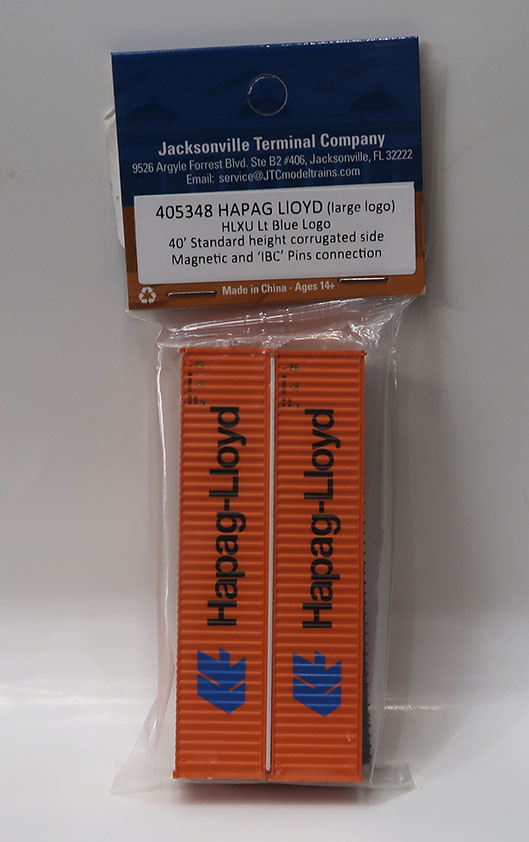 Jacksonville Terminal Company
9526 Argyle Forrest Blvd. Ste B2 #406, Jacksonville, FL 32222
Email: service@JTCmodeltrains.com
405348 HAPAG LlOYD (large logo)
HLXU Lt Blue Logo
40' Standard height corrugated side
Magnetic and 'IBC' Pins connection
Made in China - Ages 14+
Hapag-Lloyd
Hapag-Lloyd